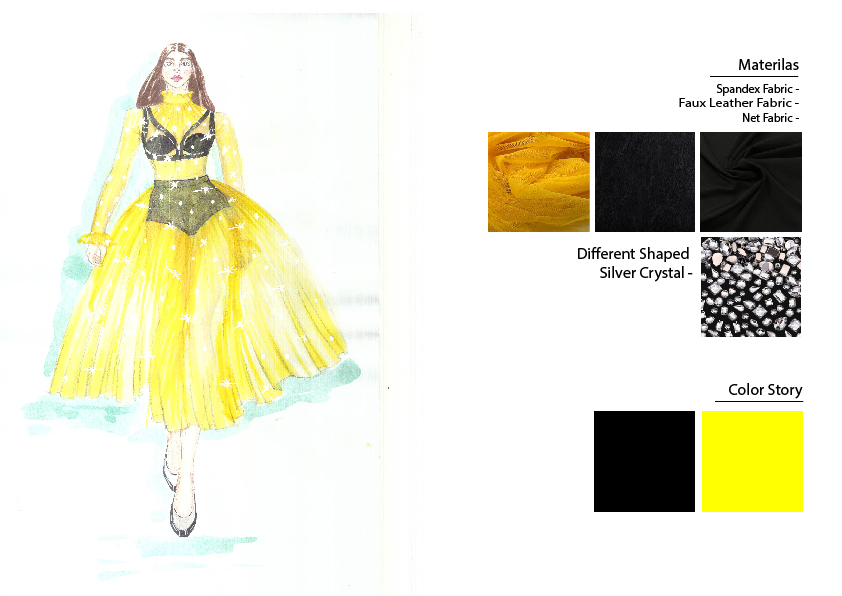 Materilas
Spandex Fabric -
Faux Leather Fabric -
Net Fabric -
Different Shaped
Silver Crystal -
Color Story